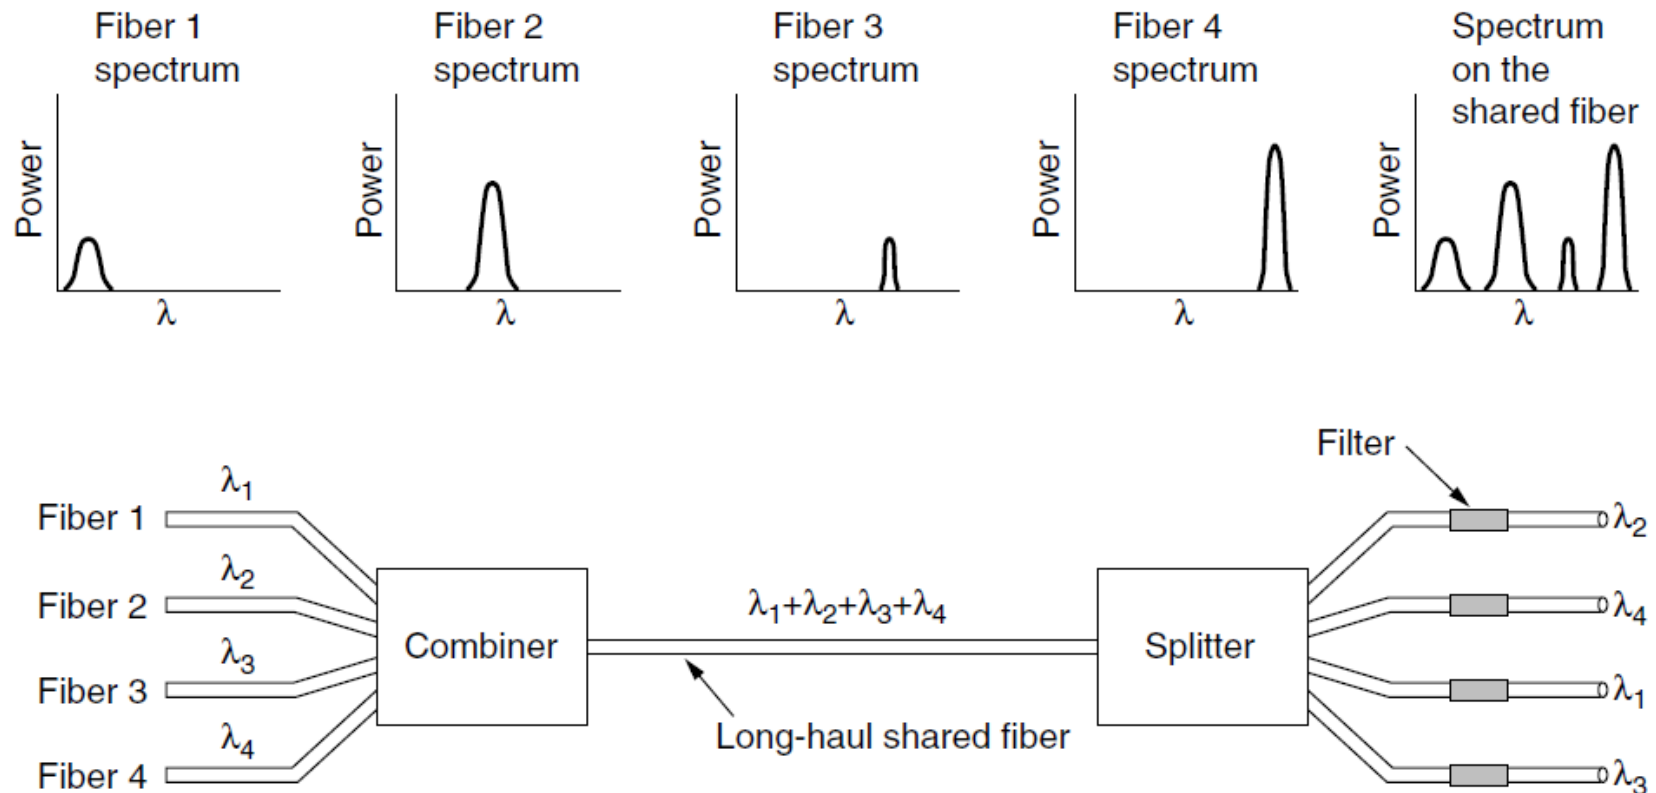 Fiber 1
spectrum
Fiber 2
spectrum
Fiber 3
spectrum
Fiber 4
spectrum
Spectrum
on the
shared fiber
Power
λ
Power
λ
Power
λ
Power
λ
Power
λ
Filter
Fiber 1
λ1
Fiber 2
λ2
Fiber 3
λ3
Fiber 4
λ4
Combiner
λ1+λ2+λ3+λ4
Long-haul shared fiber
Splitter
λ2
λ4
λ1
λ3